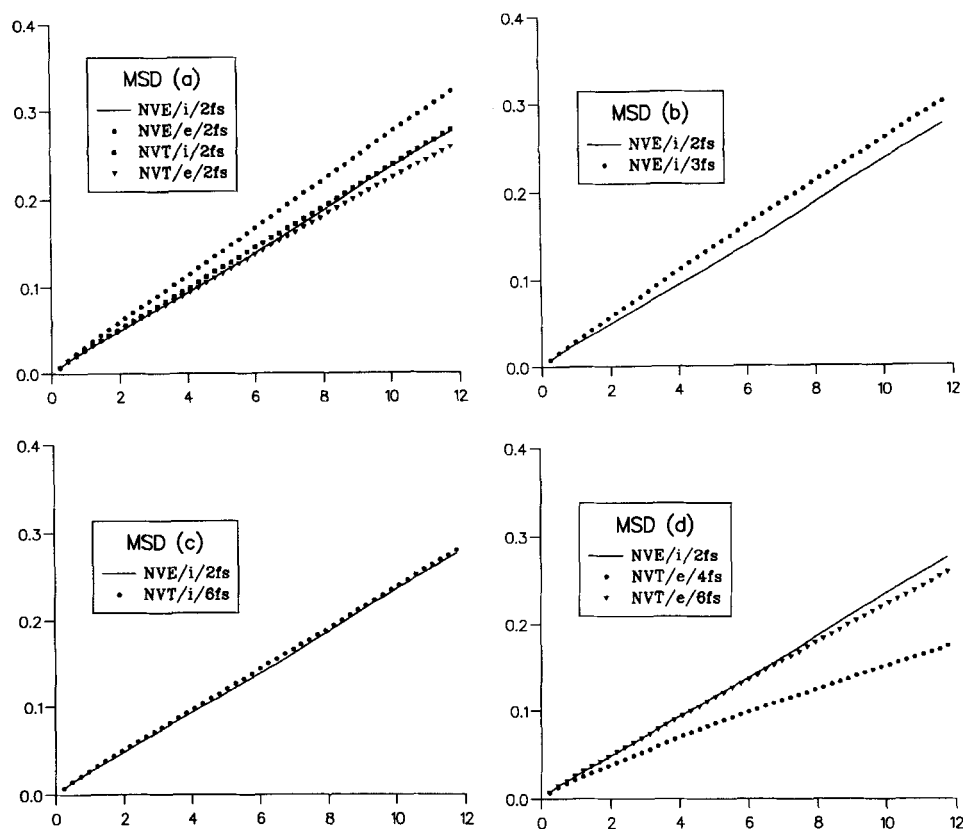 0.4
0.3
0.2
0.1
0.0
MSD (a)
NVE/i/2fs
NVE/e/2fs
NVT/i/2fs
NVT/e/2fs
0 2 4 6 8 10 12
0.4
0.3
0.2
0.1
0.0
MSD (b)
NVE/i/2fs
NVE/i/3fs
0 2 4 6 8 10 12
0.4
0.3
0.2
0.1
0.0
MSD (c)
NVE/i/2fs
NVT/i/6fs
0 2 4 6 8 10 12
0.4
0.3
0.2
0.1
0.0
MSD (d)
NVE/i/2fs
NVT/e/4fs
NVT/e/6fs
0 2 4 6 8 10 12